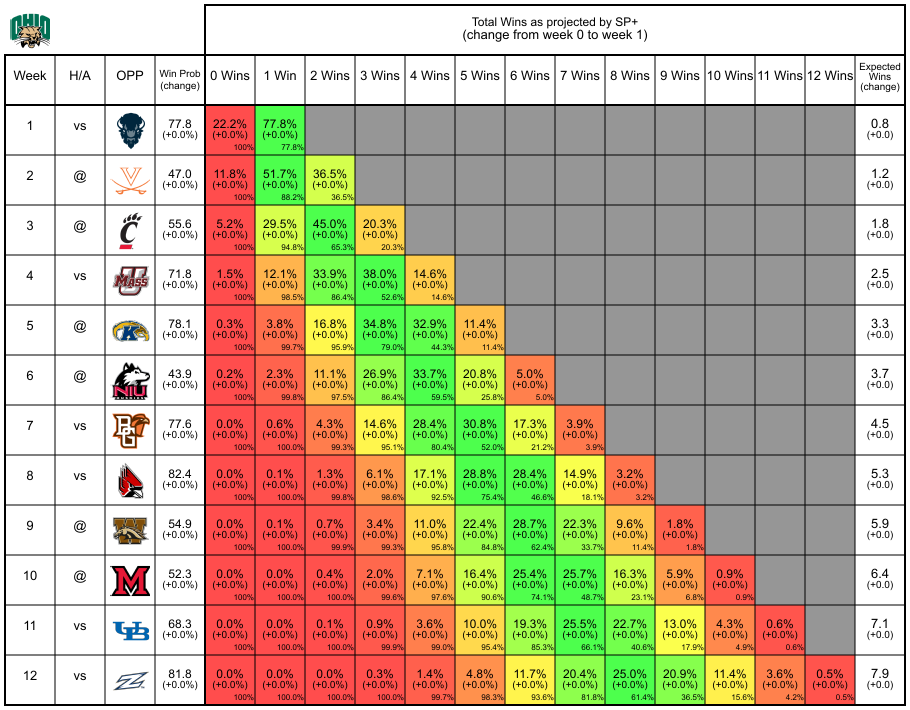 OHIO
Total Wins as projected by SP+
(change from week 0 to week 1)
Week H/A OPP Win Prob (change) 0 Wins 1 Win 2 Wins 3 Wins 4 Wins 5 Wins 6 Wins 7 Wins 8 Wins 9 Wins 10 Wins 11 Wins 12 Wins Expected Wins (change)
1 vs 77.8 22.2% 77.8% 0.8
(+0.0%) (+0.0%) (+0.0%) (+0.0)
100% 77.8%
2 @ 47.0 11.8% 51.7% 36.5% 1.2
(+0.0%) (+0.0%) (+0.0%) (+0.0%) (+0.0)
100% 88.2% 36.5%
3 @ C 55.6 5.2% 29.5% 45.0% 20.3% 1.8
(+0.0%) (+0.0%) (+0.0%) (+0.0%) (+0.0%) (+0.0)
100% 94.8% 65.3% 20.3%
4 vs U MASS 71.8 1.5% 12.1% 33.9% 38.0% 14.6% 2.5
(+0.0%) (+0.0%) (+0.0%) (+0.0%) (+0.0%) (+0.0%) (+0.0)
100% 98.5% 86.4% 52.6% 14.6%
5 @ K 78.1 0.3% 3.8% 16.8% 34.8% 32.9% 11.4% 3.3
(+0.0%) (+0.0%) (+0.0%) (+0.0%) (+0.0%) (+0.0%) (+0.0%) (+0.0)
100% 99.7% 95.9% 79.0% 44.3% 11.4%
6 @ NIU 43.9 0.2% 2.3% 11.1% 26.9% 33.7% 20.8% 5.0% 3.7
(+0.0%) (+0.0%) (+0.0%) (+0.0%) (+0.0%) (+0.0%) (+0.0%) (+0.0%) (+0.0)
100% 99.8% 97.5% 86.4% 59.5% 25.8% 5.0%
7 vs BG 77.6 0.0% 0.6% 4.3% 14.6% 28.4% 30.8% 17.3% 3.9% 4.5
(+0.0%) (+0.0%) (+0.0%) (+0.0%) (+0.0%) (+0.0%) (+0.0%) (+0.0%) (+0.0%) (+0.0)
100% 100.0% 99.3% 95.1% 80.4% 52.0% 21.2% 3.9%
8 vs 82.4 0.0% 0.1% 1.3% 6.1% 17.1% 28.8% 28.4% 14.9% 3.2% 5.3
(+0.0%) (+0.0%) (+0.0%) (+0.0%) (+0.0%) (+0.0%) (+0.0%) (+0.0%) (+0.0%) (+0.0%) (+0.0)
100% 100.0% 99.8% 98.6% 92.5% 75.4% 46.6% 18.1% 3.2%
9 @ W 54.9 0.0% 0.1% 0.7% 3.4% 11.0% 22.4% 28.7% 22.3% 9.6% 1.8% 5.9
(+0.0%) (+0.0%) (+0.0%) (+0.0%) (+0.0%) (+0.0%) (+0.0%) (+0.0%) (+0.0%) (+0.0%) (+0.0%) (+0.0)
100% 100.0% 99.9% 99.3% 95.8% 84.8% 62.4% 33.7% 11.4% 1.8%
10 @ M 52.3 0.0% 0.0% 0.4% 2.0% 7.1% 16.4% 25.4% 25.7% 16.3% 5.9% 0.9% 6.4
(+0.0%) (+0.0%) (+0.0%) (+0.0%) (+0.0%) (+0.0%) (+0.0%) (+0.0%) (+0.0%) (+0.0%) (+0.0%) (+0.0%) (+0.0)
100% 100.0% 100.0% 99.6% 97.6% 90.6% 74.1% 48.7% 23.1% 6.8% 0.9%
11 vs UB 68.3 0.0% 0.0% 0.1% 0.9% 3.6% 10.0% 19.3% 25.5% 22.7% 13.0% 4.3% 0.6% 7.1
(+0.0%) (+0.0%) (+0.0%) (+0.0%) (+0.0%) (+0.0%) (+0.0%) (+0.0%) (+0.0%) (+0.0%) (+0.0%) (+0.0%) (+0.0%) (+0.0)
100% 100.0% 100.0% 99.9% 99.0% 95.4% 85.3% 66.1% 40.6% 17.9% 4.9% 0.6%
12 vs Z 81.8 0.0% 0.0% 0.0% 0.3% 1.4% 4.8% 11.7% 20.4% 25.0% 20.9% 11.4% 3.6% 0.5% 7.9
(+0.0%) (+0.0%) (+0.0%) (+0.0%) (+0.0%) (+0.0%) (+0.0%) (+0.0%) (+0.0%) (+0.0%) (+0.0%) (+0.0%) (+0.0%) (+0.0%) (+0.0)
100% 100.0% 100.0% 100.0% 99.7% 98.3% 93.6% 81.8% 61.4% 36.5% 15.6% 4.2% 0.5%